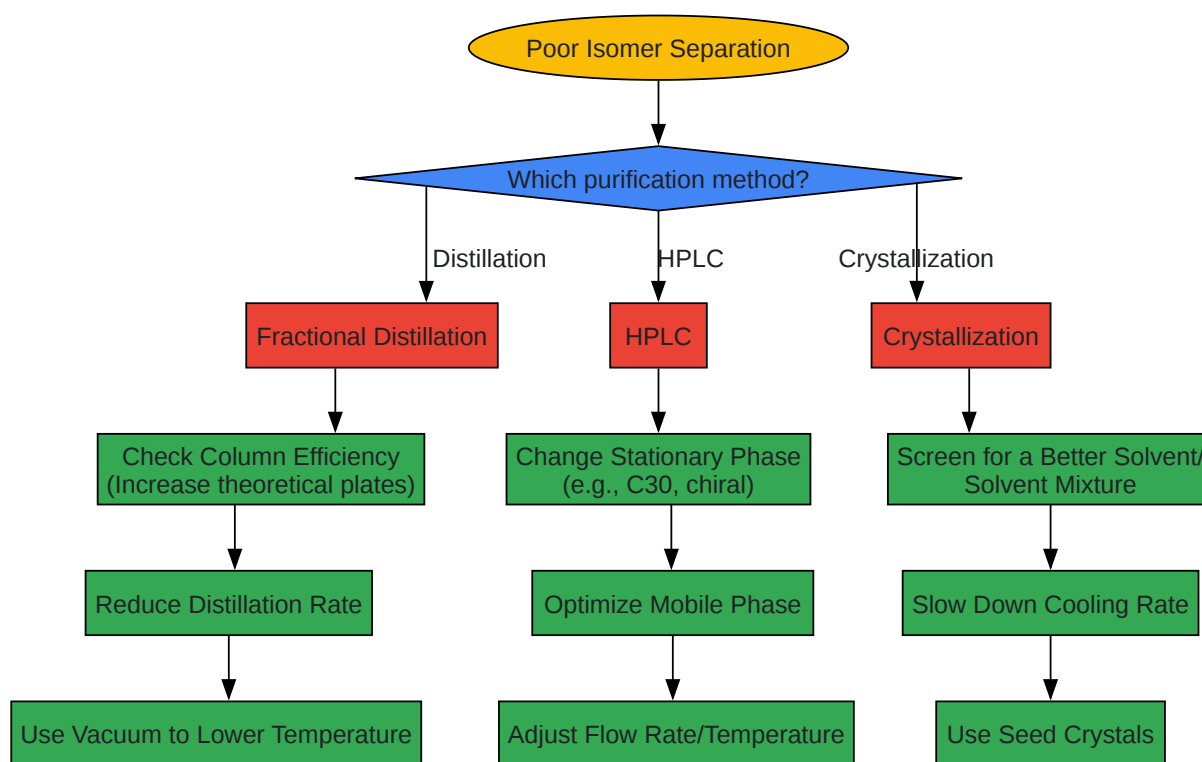 Poor Isomer Separation
Which purification method?
Distillation
HPLC
Crystallization
Fractional Distillation
HPLC
Crystallization
Check Column Efficiency
(Increase theoretical plates)
Change Stationary Phase
(e.g., C30, chiral)
Screen for a Better Solvent/
Solvent Mixture
Reduce Distillation Rate
Optimize Mobile Phase
Slow Down Cooling Rate
Use Vacuum to Lower Temperature
Adjust Flow Rate/Temperature
Use Seed Crystals